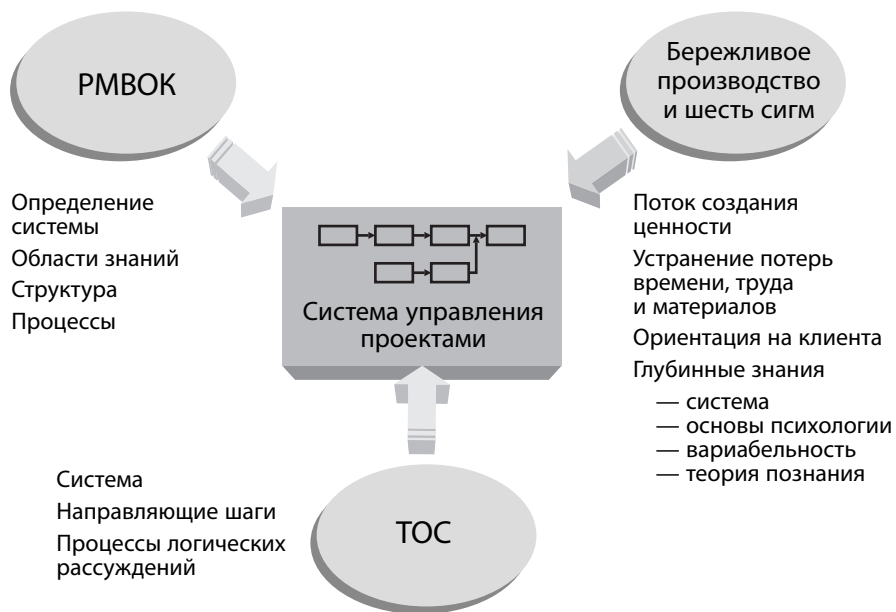 PMBOK
Бережливое
производство
и шесть сигм
Определение
системы
Области знаний
Структура
Процессы
Система управления
проектами
Поток создания
ценности
Устранение потерь
времени, труда
и материалов
Ориентация на клиента
Глубинные знания
— система
— основы психологии
— вариабельность
— теория познания
Система
Направляющие шаги
Процессы логических
рассуждений
ТОС